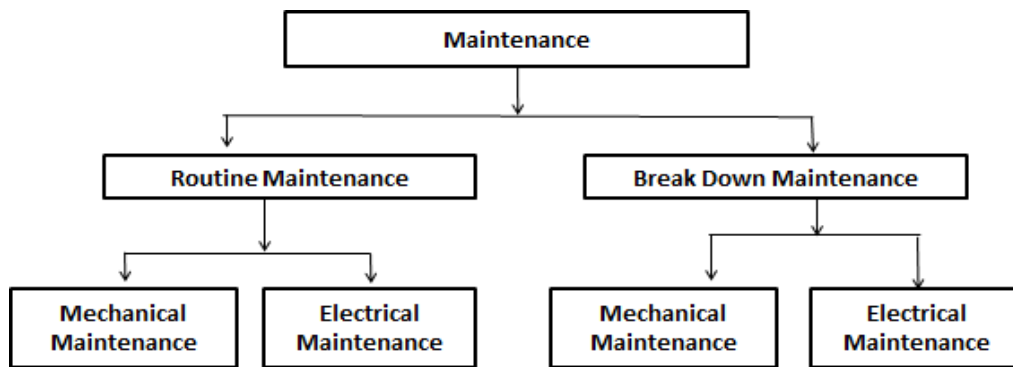 Maintenance
Routine Maintenance
Break Down Maintenance
Mechanical
Maintenance
Electrical
Maintenance
Mechanical
Maintenance
Electrical
Maintenance